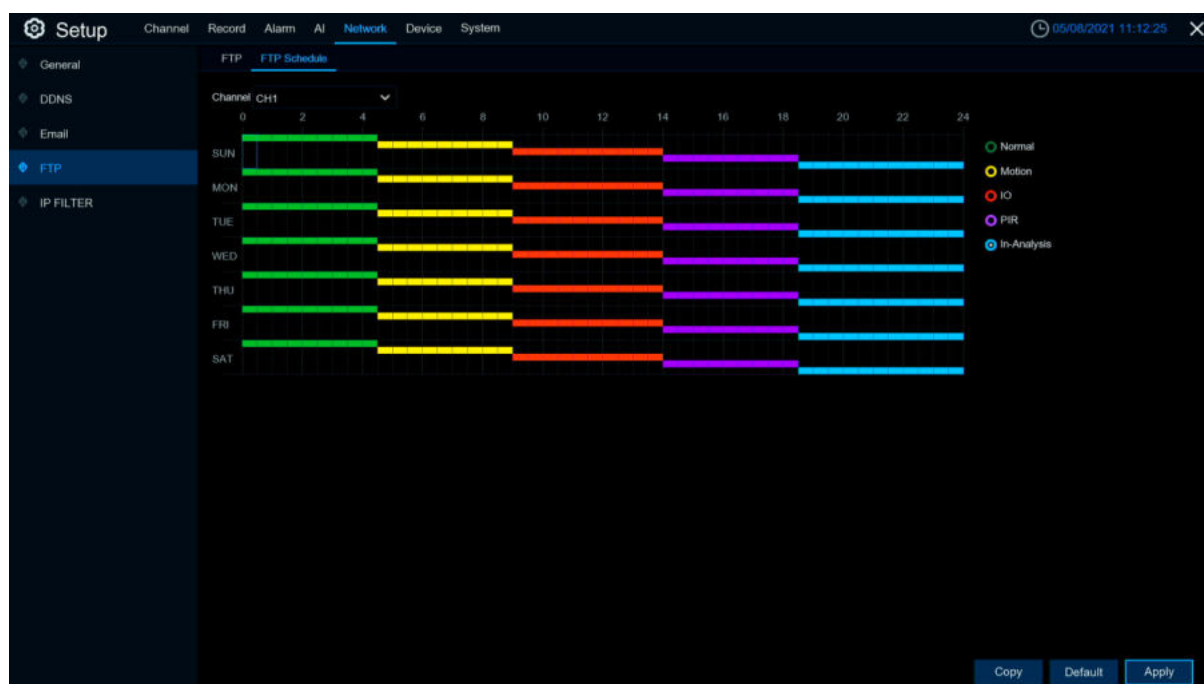 Setup Channel Record Alarm AI Network Device System 05/08/2021 11:12:25 X
General
DDNS
Email
FTP
IP FILTER
FTP FTP Schedule
Channel CH1
0 2 4 6 8 10 12 14 16 18 20 22 24
SUN
MON
TUE
WED
THU
FRI
SAT
Normal
Motion
IO
PIR
In-Analysis
Copy Default Apply